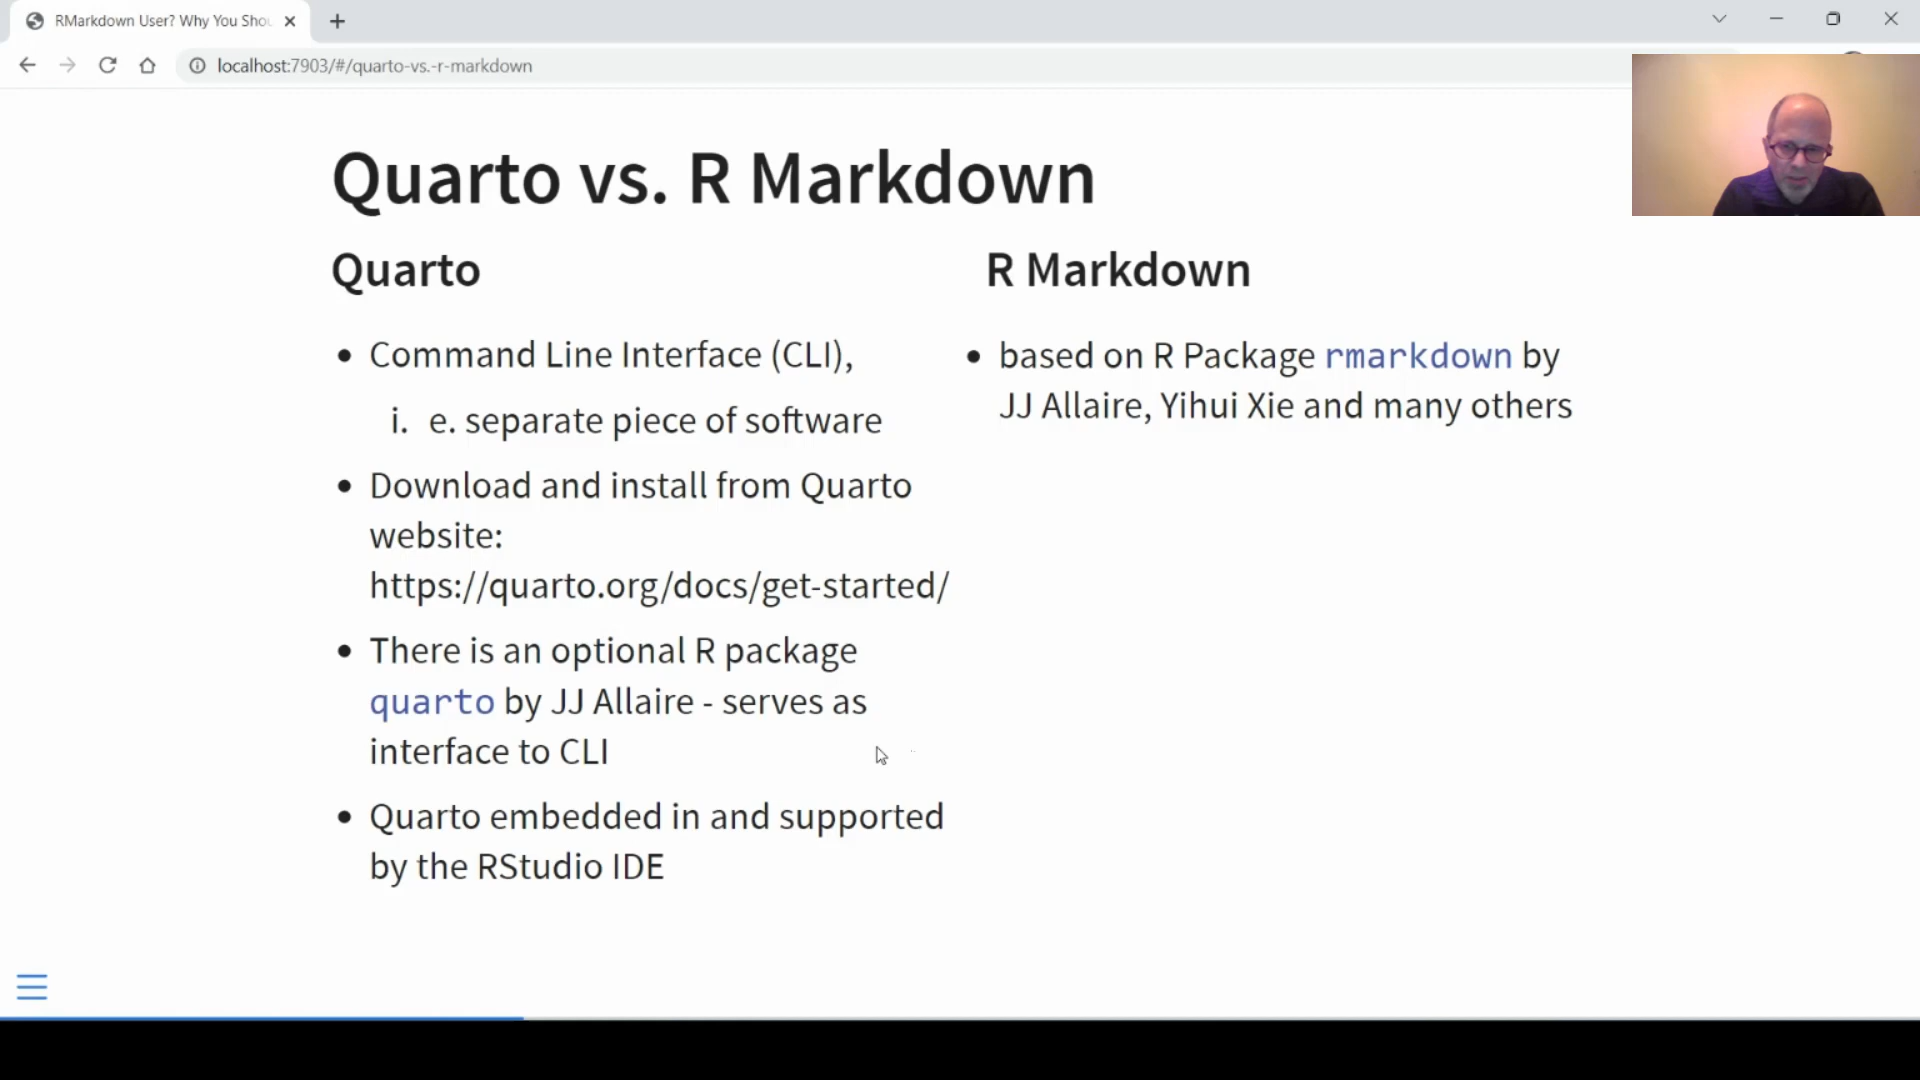 RMarkdown User? Why You Shou
localhost:7903/#/quarto-vs.-r-markdown
Quarto vs. R Markdown
Quarto
• Command Line Interface (CLI),
i. e. separate piece of software
• Download and install from Quarto
website:
https://quarto.org/docs/get-started/
• There is an optional R package
quarto by JJ Allaire - serves as
interface to CLI
• Quarto embedded in and supported
by the RStudio IDE
R Markdown
• based on R Package rmarkdown by
JJ Allaire, Yihui Xie and many others